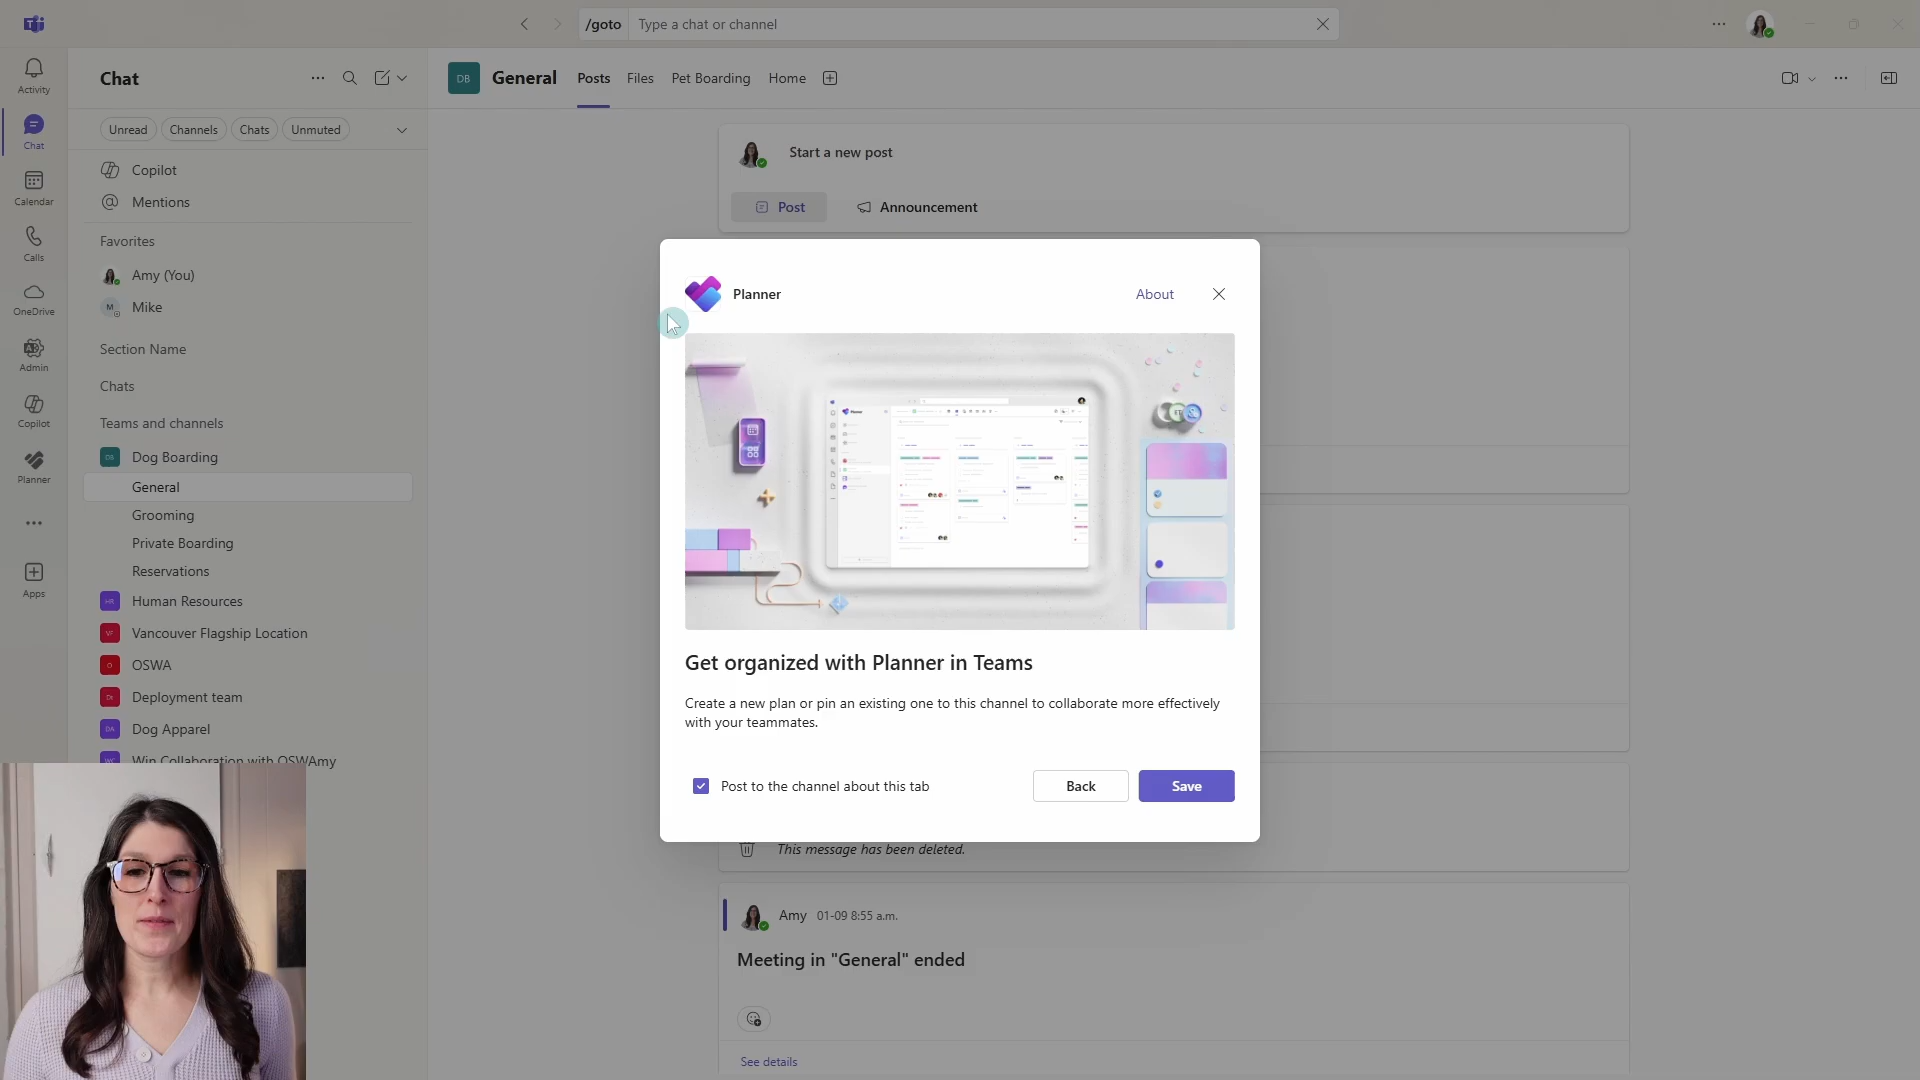 /goto
Type a chat or channel
Activity
Chat
Calendar
Calls
OneDrive
Admin
Copilot
Planner
Apps
Chat
Unread
Channels
Chats
Unmuted
Copilot
Mentions
Favorites
Amy (You)
M
Mike
Section Name
Chats
Teams and channels
Dog Boarding
General
Grooming
Private Boarding
Reservations
Human Resources
Vancouver Flagship Location
OSWA
Deployment team
Dog Apparel
Win Collaboration with OSWAmy
DB
General
Posts
Files
Pet Boarding
Home
Start a new post
Post
Announcement
Planner
About
Planner
Get organized with Planner in Teams
Create a new plan or pin an existing one to this channel to collaborate more effectively
with your teammates.
Post to the channel about this tab
Back
Save
This message has been deleted.
Amy 01-09 8:55 a.m.
Meeting in "General" ended
See details